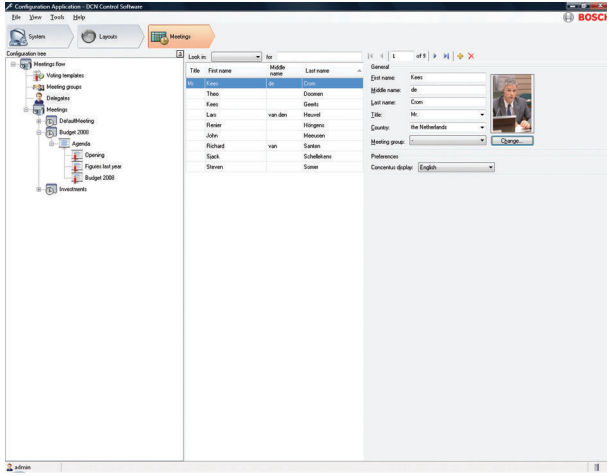 Configuration Application - DCN Control Software
File View Tools Help
BOSCH
System Layouts Meetings
Configuration tree
Meetings flow
Voting templates
Meeting groups
Delegates
Meetings
DefaultMeeting
Budget 2008
Agenda
Opening
Figures last year
Budget 2008
Investments
Look in: for
Title First name Middle name Last name
Mr. Kees de Crom
Theo Doomen
Kees Geerts
Lars van den Heuvel
Renier Höngens
John Meeusen
Richard van Santen
Sjack Schellekens
Steven Somer
1 of 9
General
First name: Kees
Middle name: de
Last name: Crom
Title: Mr.
Country: the Netherlands
Meeting group: -
Change...
Preferences
Concentus display: English
admin